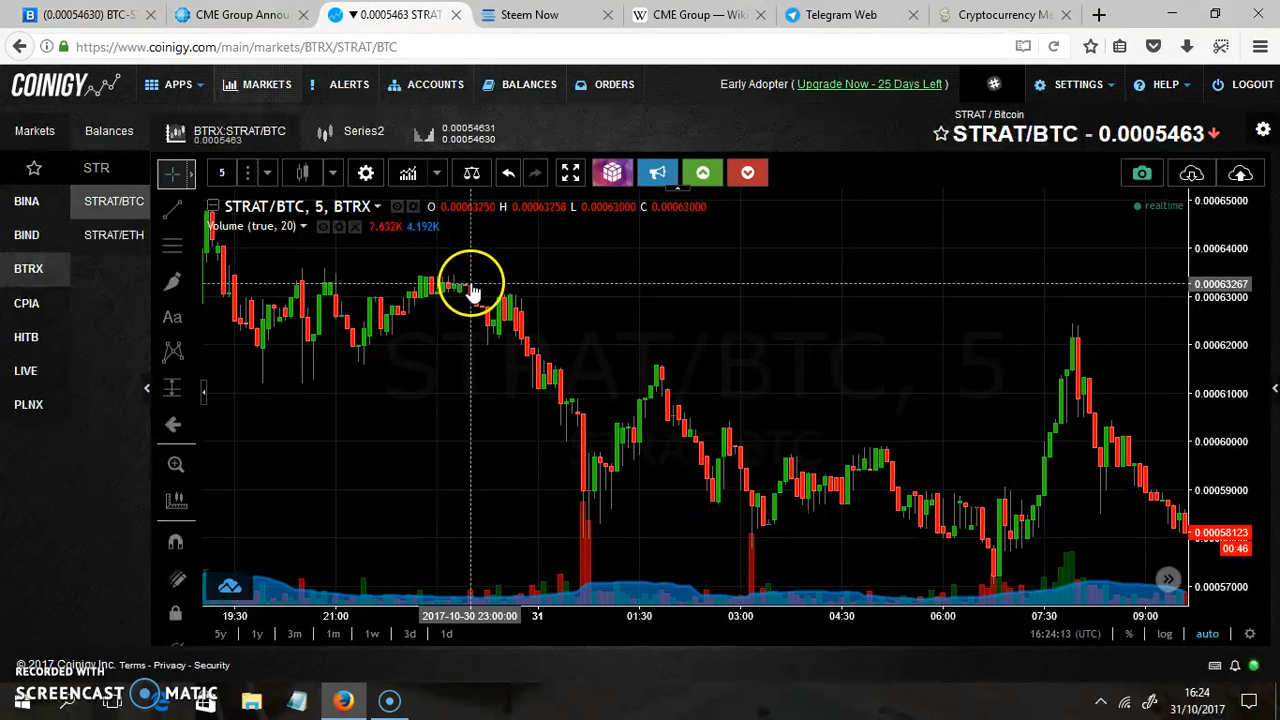 (0.00054630) BTC-S
CME Group Annou
▼ 0.0005463 STRAT
Steem Now
CME Group — Wiki
Telegram Web
Cryptocurrency Ma
https://www.coinigy.com/main/markets/BTRX/STRAT/BTC
COINIGY
APPS
MARKETS
ALERTS
ACCOUNTS
BALANCES
ORDERS
Early Adopter ( Upgrade Now - 25 Days Left )
SETTINGS
HELP
LOGOUT
STRAT / Bitcoin
STRAT/BTC - 0.0005463
Markets
Balances
BTRX:STRAT/BTC
0.00054630
Series2
0.00054631
0.00054630
STR
5
BINA
BIND
BTRX
CPIA
HITB
LIVE
PLNX
STRAT/BTC
STRAT/ETH
STRAT/BTC, 5, BTRX
O 0.00063250 H 0.00063258 L 0.00063000 C 0.00063000
Volume (true, 20)
7.632K 4.192K
realtime
STRAT/BTC, 5
STRAT/BTC
0.00065000
0.00064000
0.00063267
0.00063000
0.00062000
0.00061000
0.00060000
0.00059000
0.00058123
00:46
0.00057000
Aa
19:30
21:00
2017-10-30 23:00:00
31
01:30
03:00
04:30
06:00
07:30
09:00
5y
1y
3m
1m
1w
3d
1d
16:24:13 (UTC)
%
log
auto
© 2017 Coinigy Inc. Terms - Privacy - Security
RECORDED WITH
SCREENCAST MATIC
16:24
31/10/2017